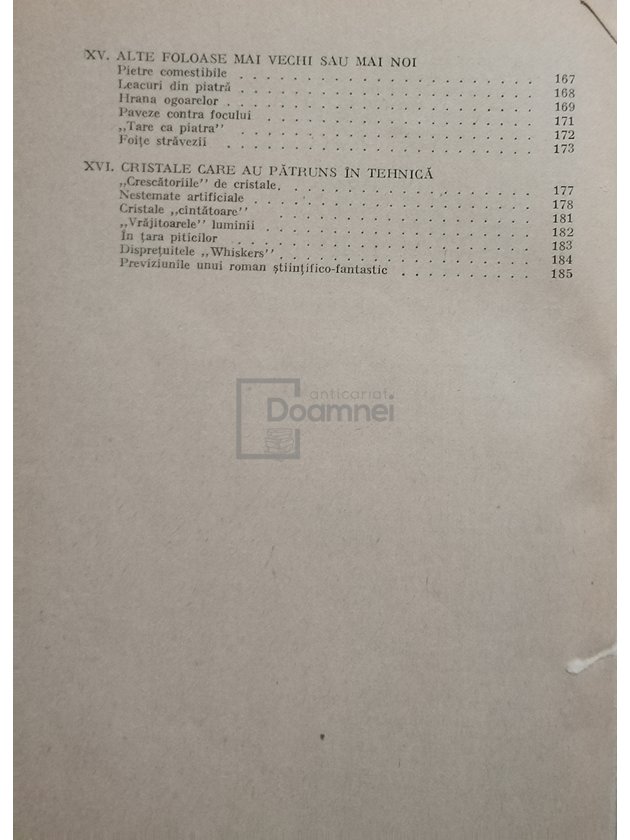 XV. ALTE FOLOASE MAI VECHI SAU MAI NOI
Pietre comestibile . . . . . . . . . . . . . . . . . . . . 167
Leacuri din piatră . . . . . . . . . . . . . . . . . . . . 168
Hrana ogoarelor . . . . . . . . . . . . . . . . . . . . 169
Paveze contra focului . . . . . . . . . . . . . . . . . . . . 171
„Tare ca piatra” . . . . . . . . . . . . . . . . . . . . 172
Foițe străvezii . . . . . . . . . . . . . . . . . . . . 173
XVI. CRISTALE CARE AU PĂTRUNS ÎN TEHNICĂ
„Crescătoriile” de cristale . . . . . . . . . . . . . . . . . . 177
Nestemate artificiale . . . . . . . . . . . . . . . . . . . . 178
Cristale „cîntătoare” . . . . . . . . . . . . . . . . . . . . 181
„Vrăjitoarele” luminii . . . . . . . . . . . . . . . . . . . . 182
În țara piticilor . . . . . . . . . . . . . . . . . . . . 183
Disprețuitele „Whiskers” . . . . . . . . . . . . . . . . . . 184
Previziunile unui roman științifico-fantastic . . . . . . . . . . 185
anticariat
Doamnei